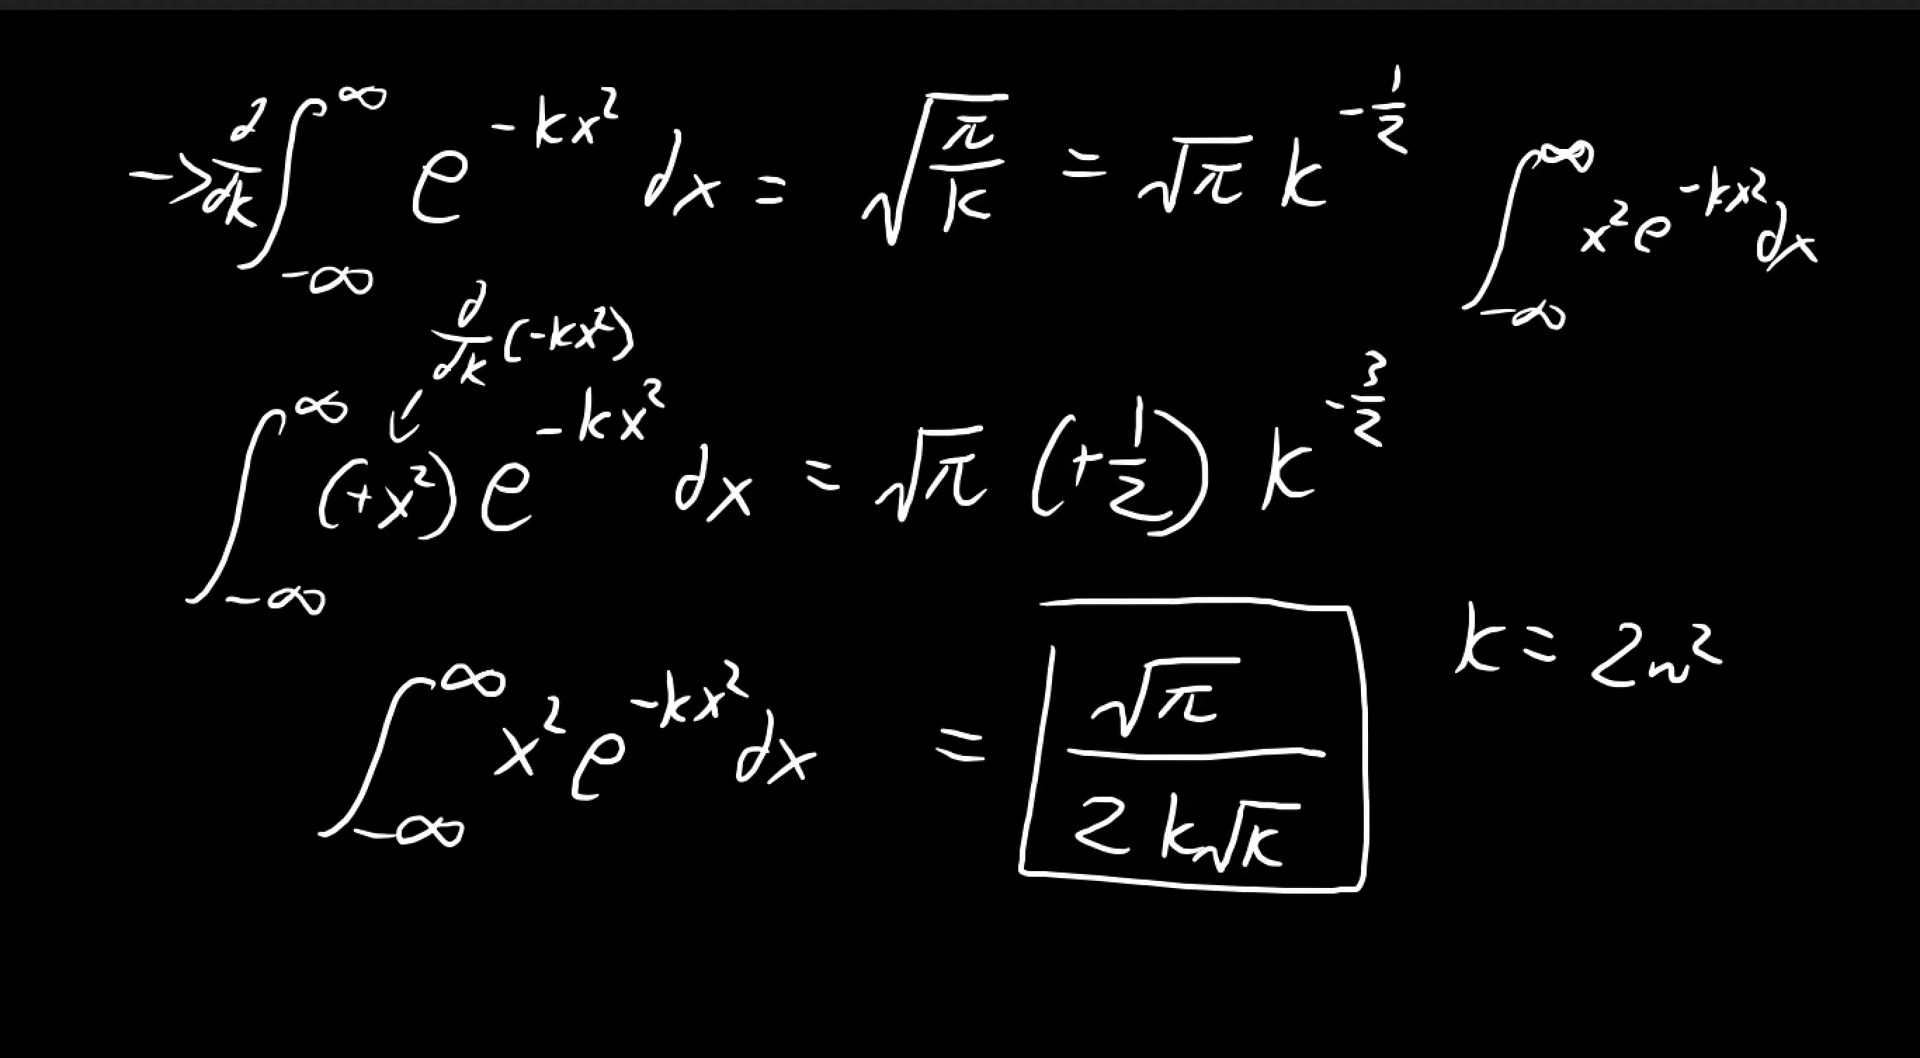 → d/dk ∫_{-∞}^{∞} e^{-kx²} dx = √(π/k) = √π k^{-1/2}
∫_{-∞}^{∞} x² e^{-kx²} dx
d/dk (-kx²)
∫_{-∞}^{∞} (+x²) e^{-kx²} dx = √π (+1/2) k^{-3/2}
k = 2n²
∫_{-∞}^{∞} x² e^{-kx²} dx = √π / (2k√k)